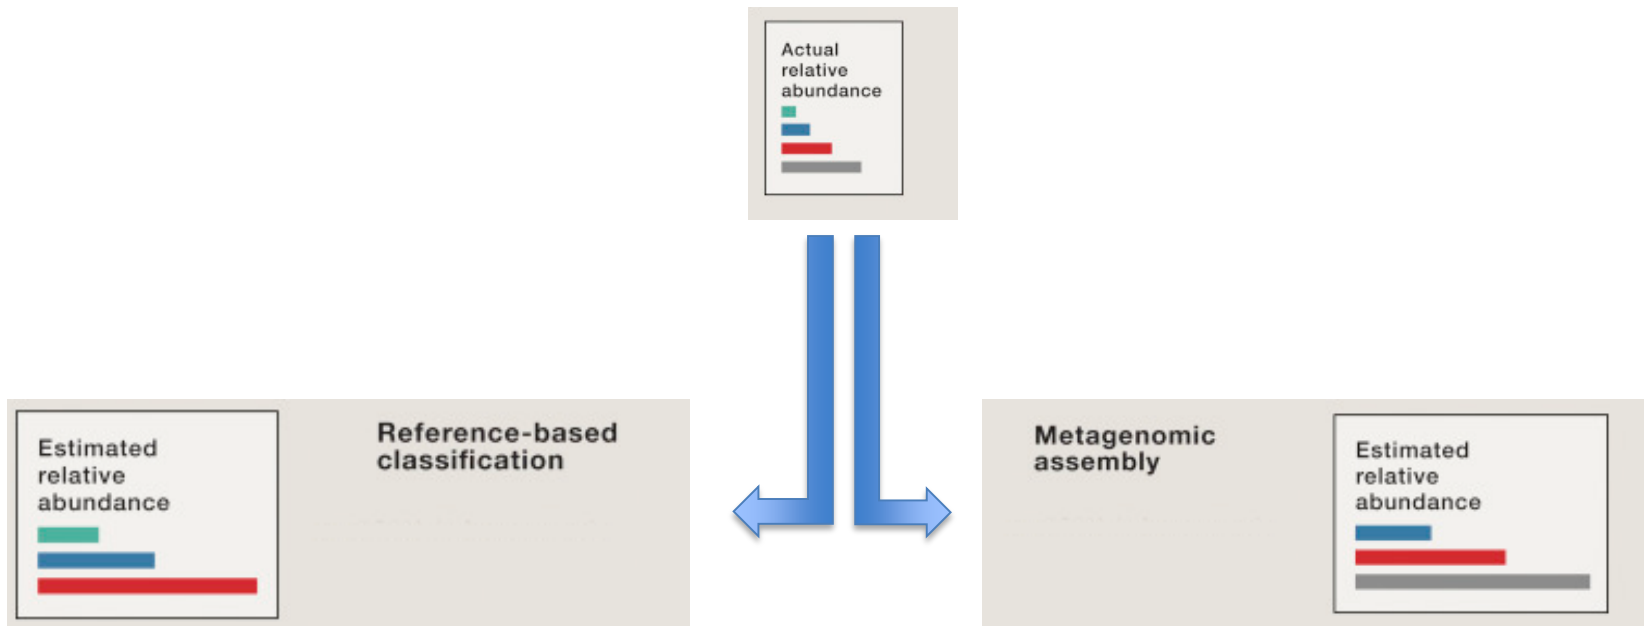 Actual
relative
abundance
Estimated
relative
abundance
Reference-based
classification
Metagenomic
assembly
Estimated
relative
abundance